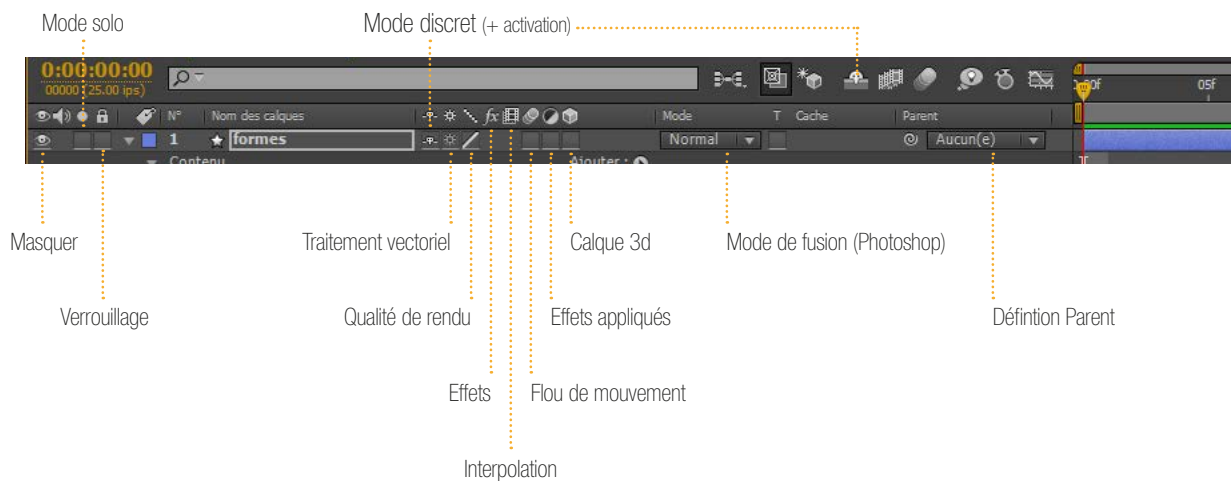 Mode solo
Mode discret (+ activation)
0:00:00:00
00000 (25.00 ips)
0:00f
05f
N° Nom des calques fx Mode T Cache Parent
1 formes Normal Aucun(e)
Contenu Ajouter :
Masquer
Traitement vectoriel
Calque 3d
Mode de fusion (Photoshop)
Verrouillage
Qualité de rendu
Effets appliqués
Défintion Parent
Effets
Flou de mouvement
Interpolation